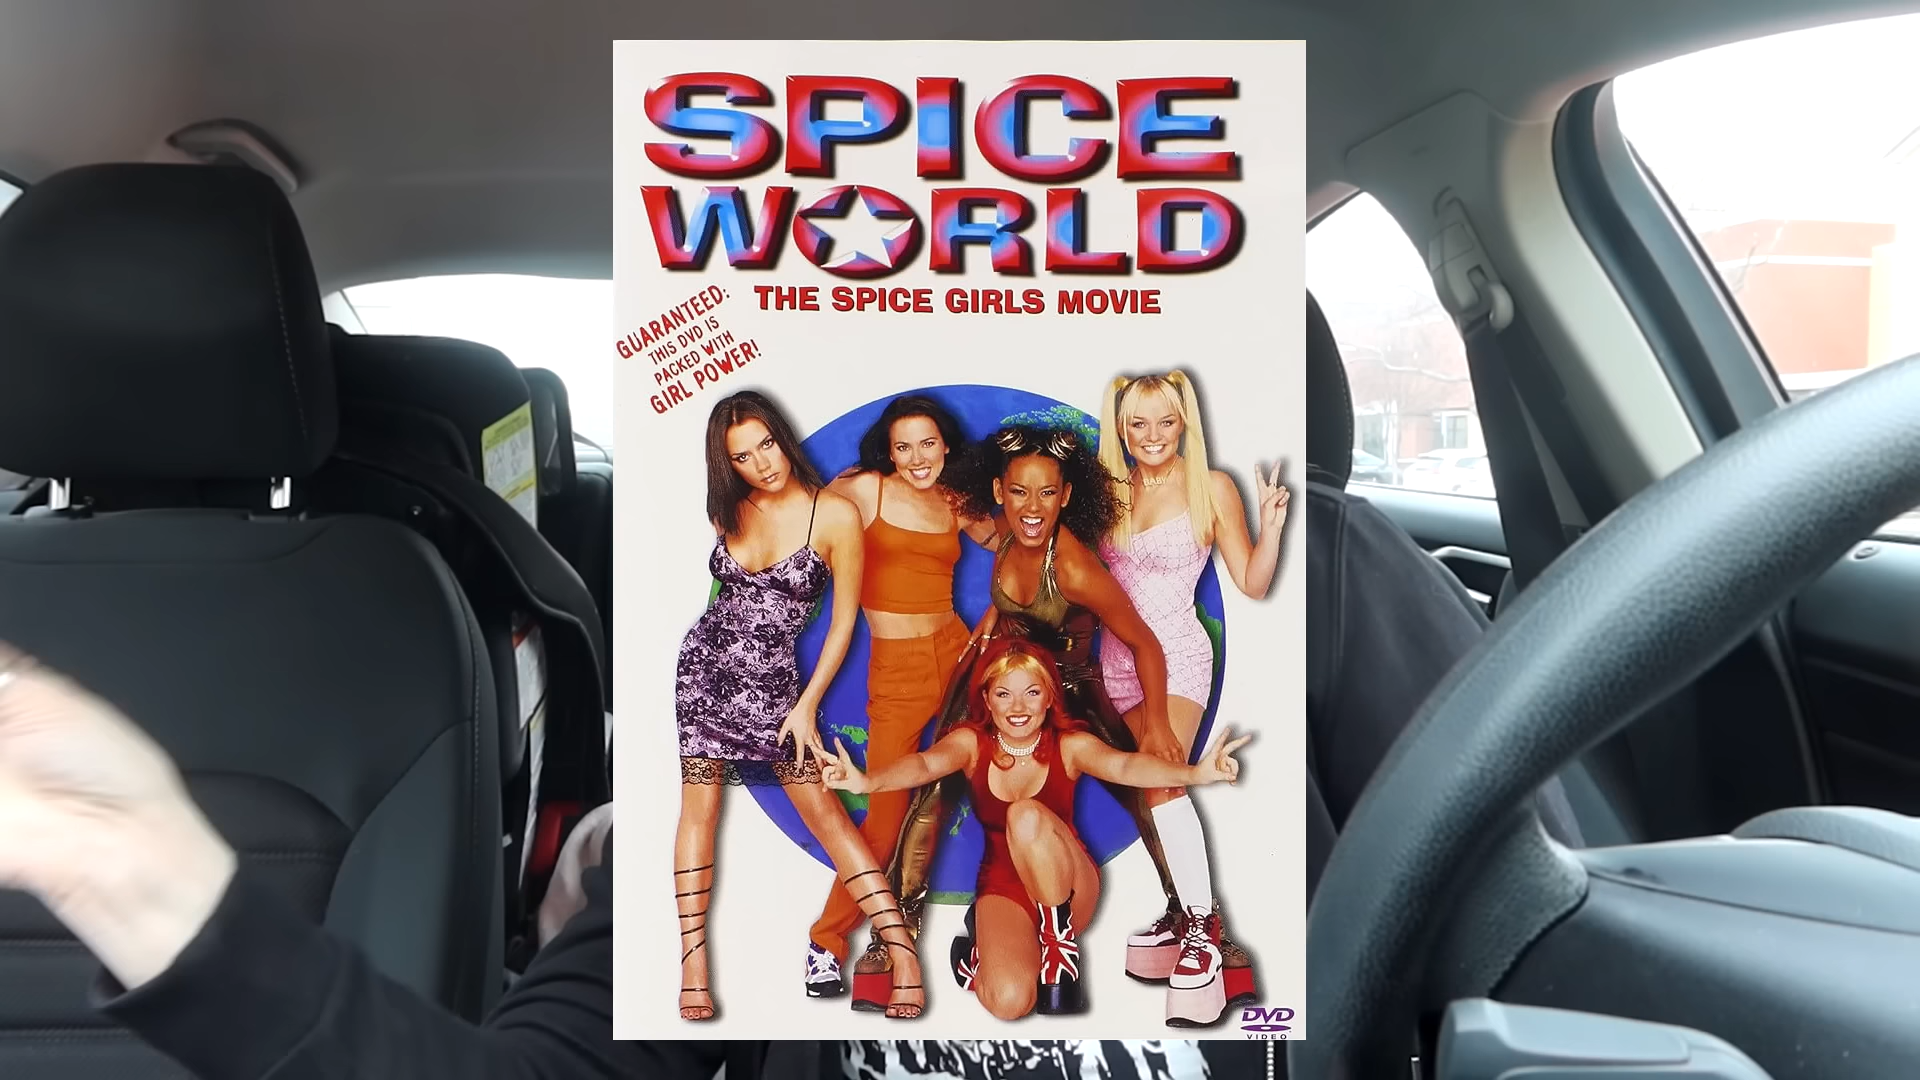 SPICE
WORLD
THE SPICE GIRLS MOVIE
GUARANTEED:
THIS DVD IS
PACKED WITH
GIRL POWER!
BABY
DVD
VIDEO